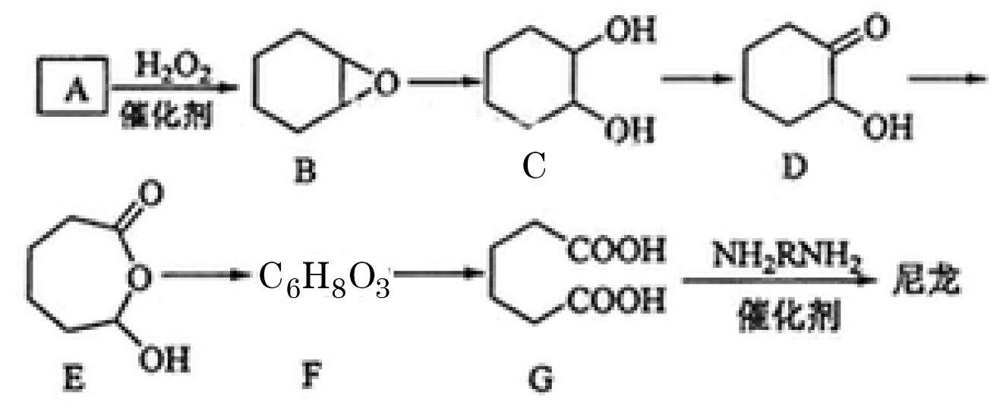 A H₂O₂ 催化剂 O OH OH O OH
B C D
O O OH C₆H₈O₃ COOH COOH NH₂RNH₂ 催化剂 尼龙
E F G